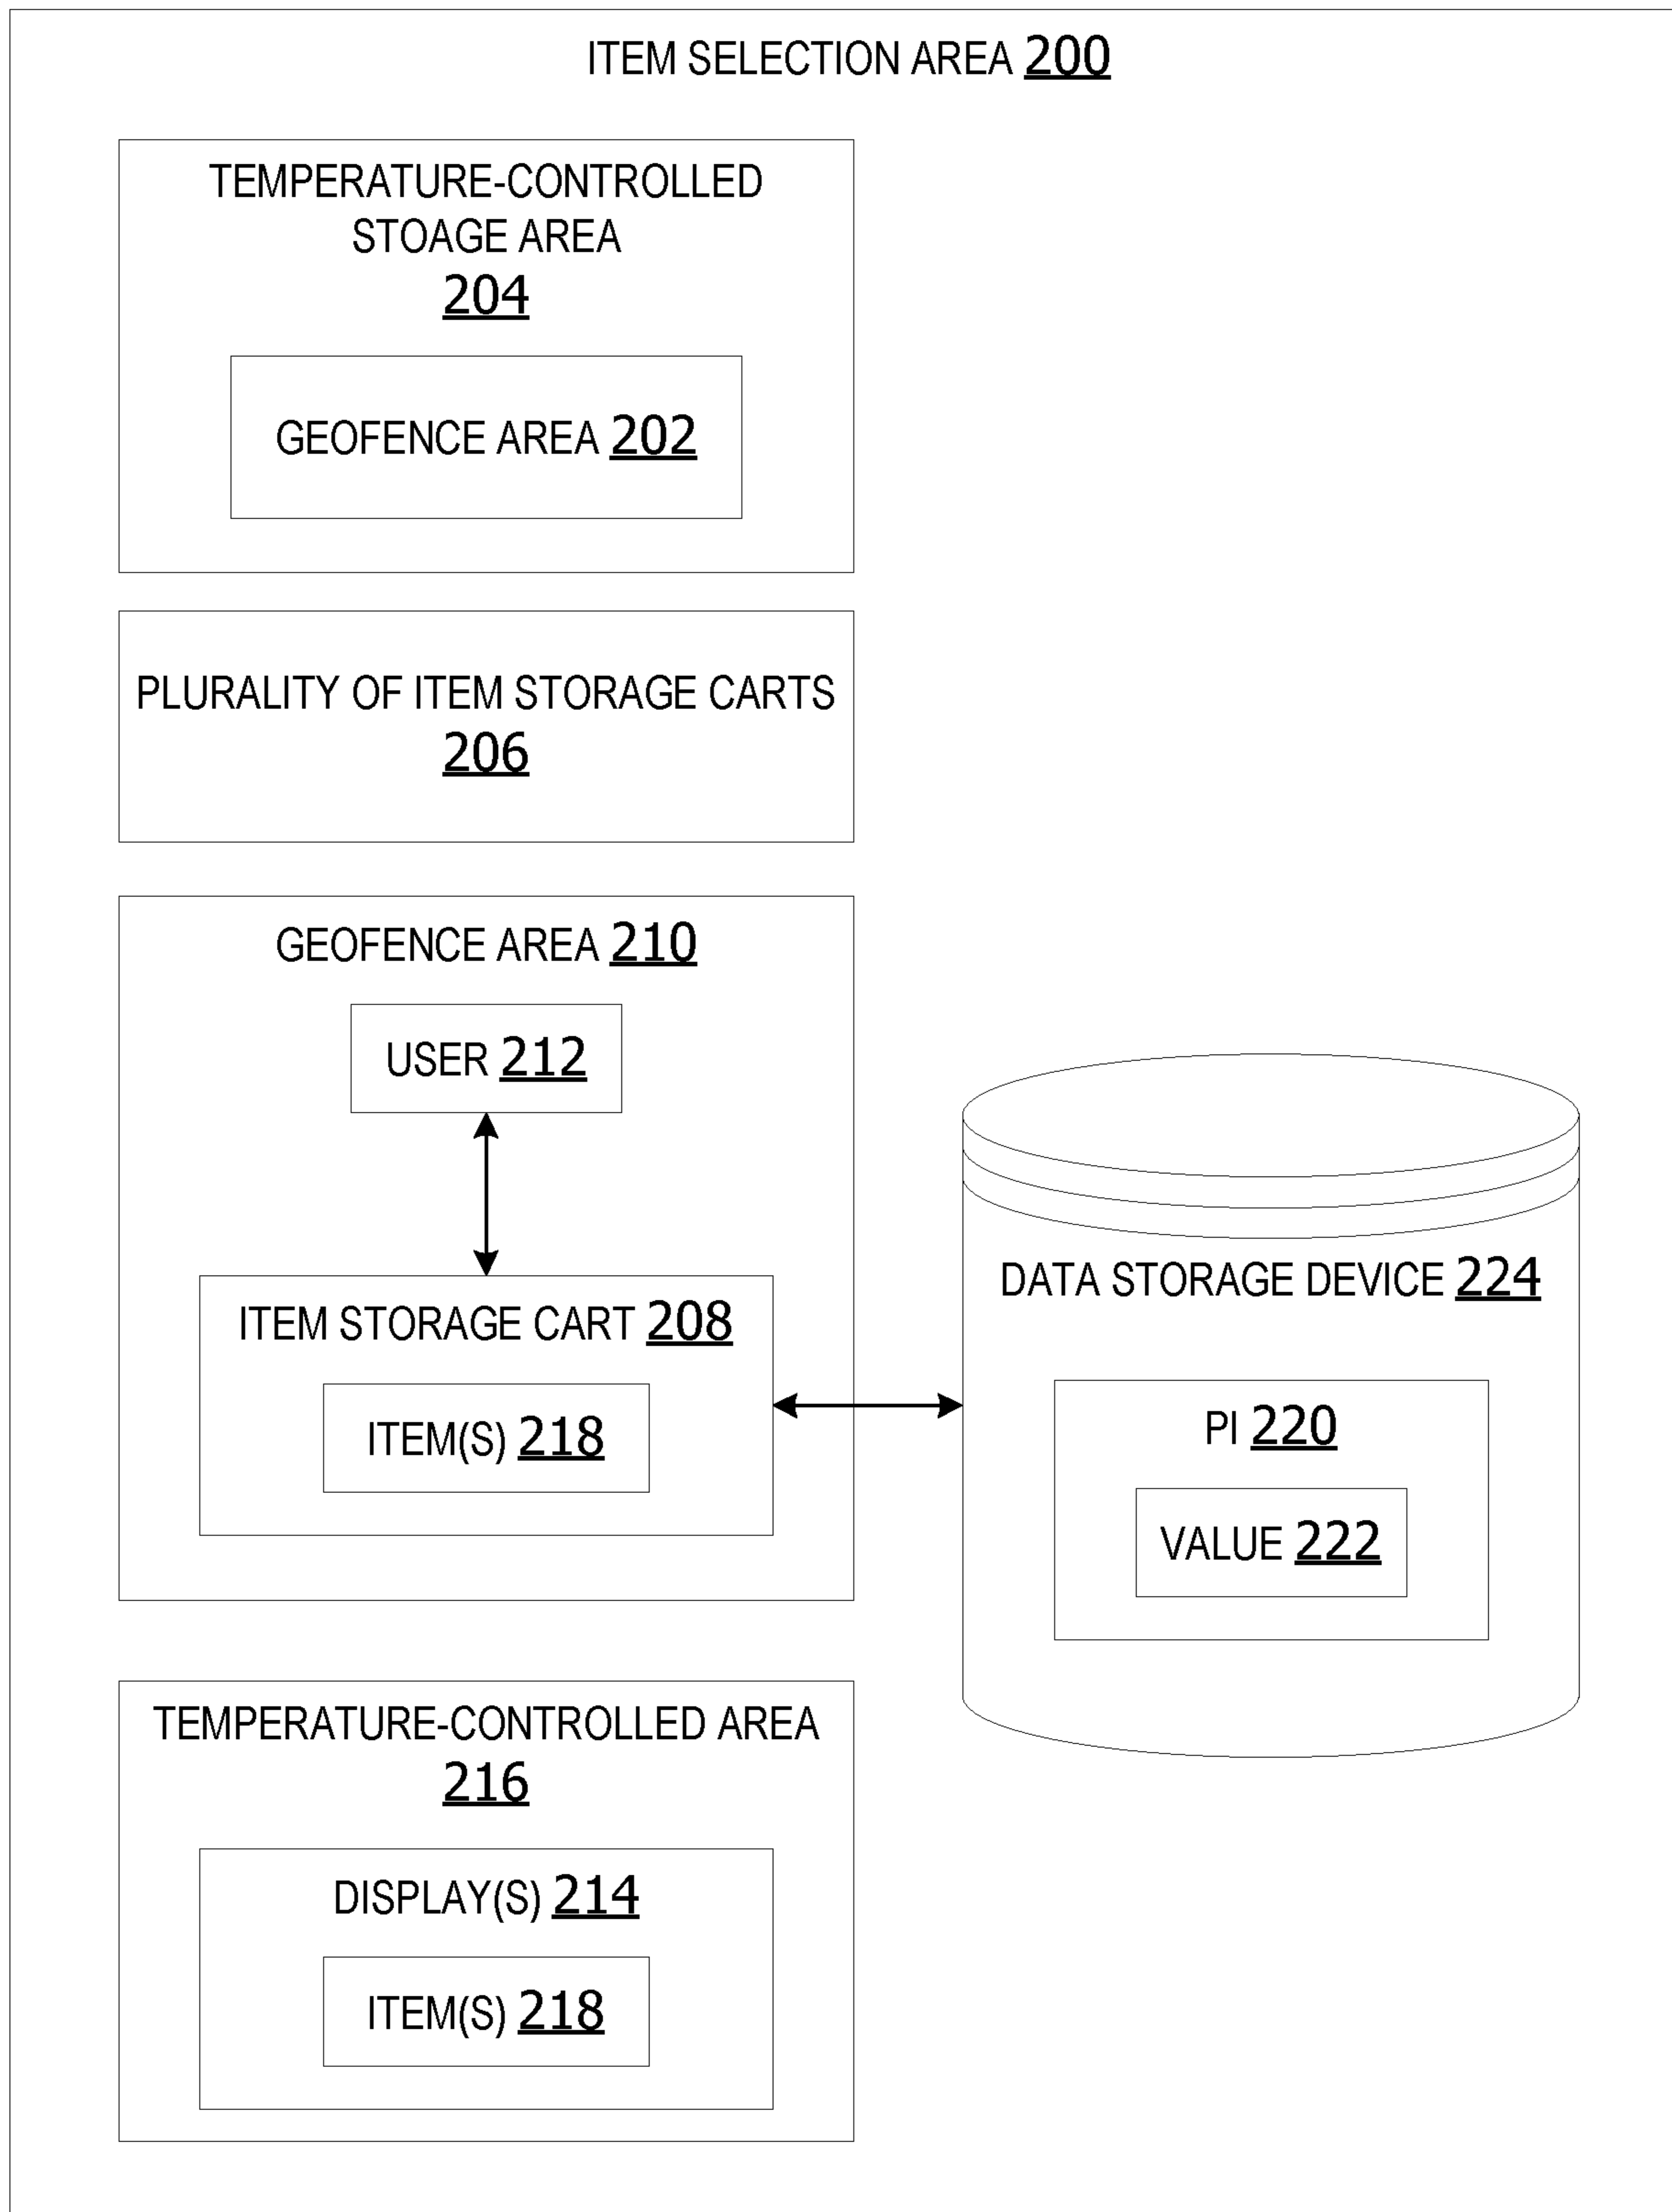 ITEM SELECTION AREA 200
TEMPERATURE-CONTROLLED
STOAGE AREA
204
GEOFENCE AREA 202
PLURALITY OF ITEM STORAGE CARTS
206
GEOFENCE AREA 210
USER 212
ITEM STORAGE CART 208
ITEM(S) 218
DATA STORAGE DEVICE 224
PI 220
VALUE 222
TEMPERATURE-CONTROLLED AREA
216
DISPLAY(S) 214
ITEM(S) 218